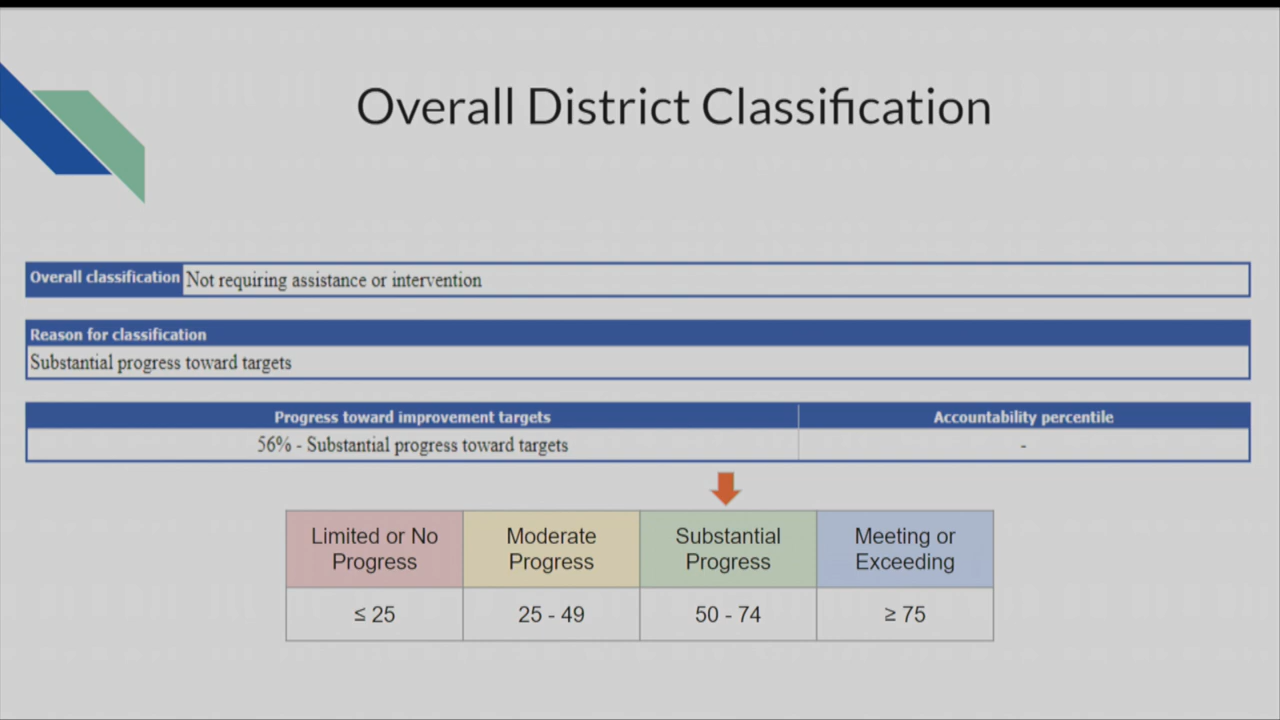 Overall District Classification
Overall classification Not requiring assistance or intervention
Reason for classification
Substantial progress toward targets
Progress toward improvement targets Accountability percentile
56% - Substantial progress toward targets -
Limited or No Progress Moderate Progress Substantial Progress Meeting or Exceeding
≤ 25 25 - 49 50 - 74 ≥ 75